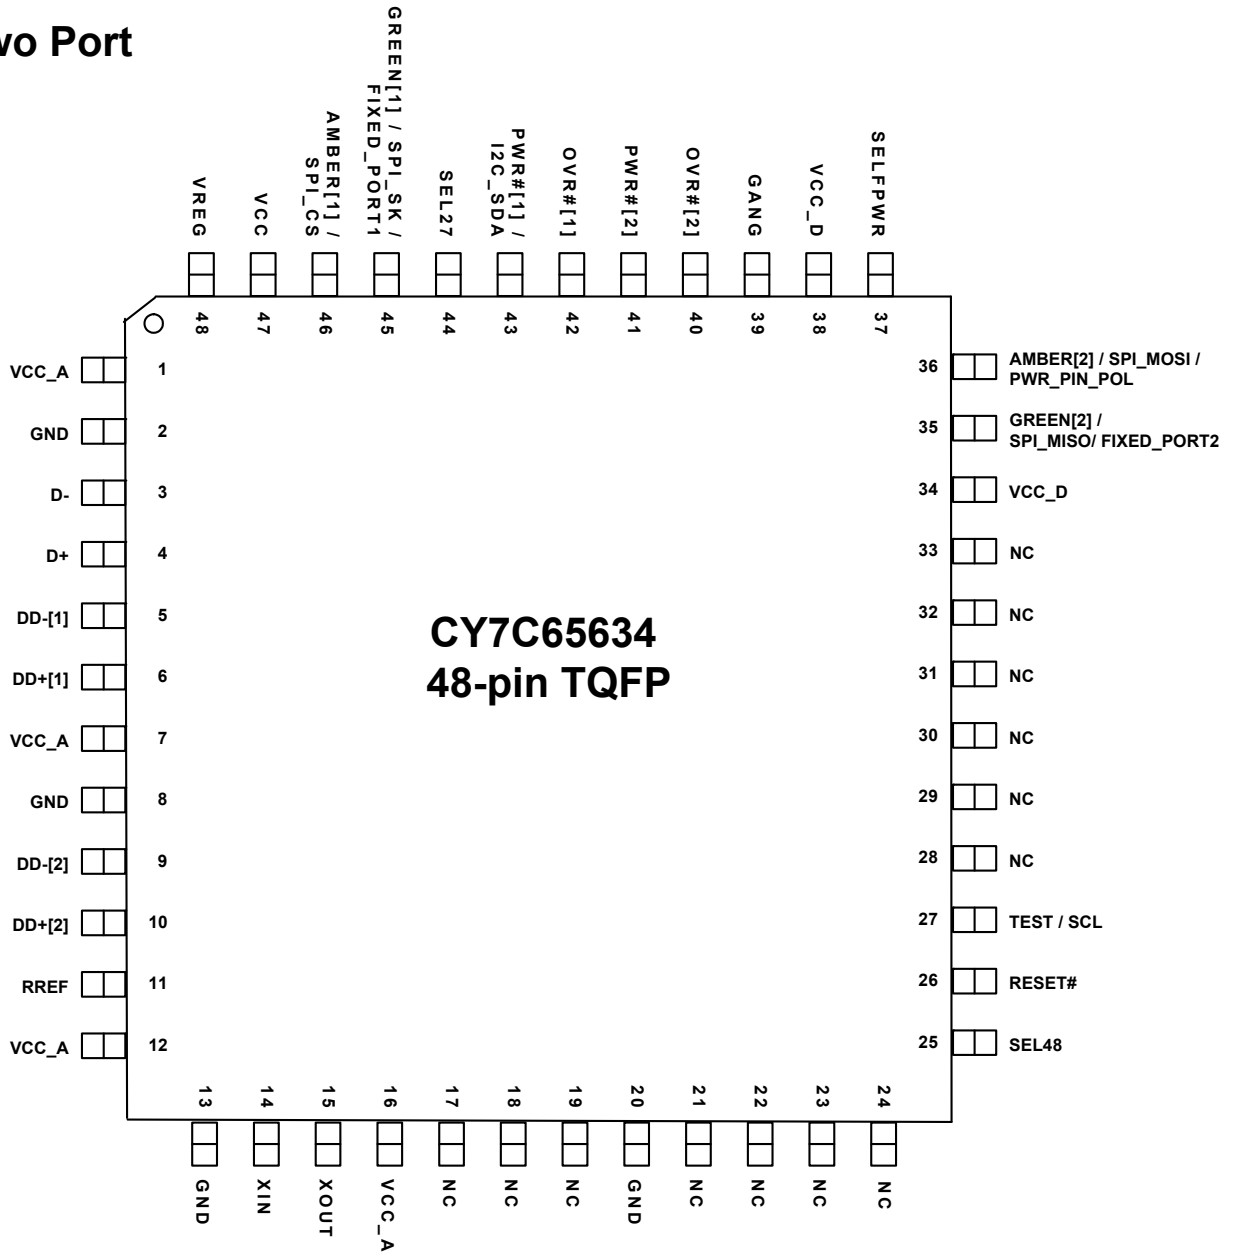 wo Port
VREG
VCC
AMBER[1] /
SPI_CS
GREEN[1] / SPI_SK /
FIXED_PORT1
SEL27
PWR#[1] /
I2C_SDA
OVR#[1]
PWR#[2]
OVR#[2]
GANG
VCC_D
SELFPWR
48
47
46
45
44
43
42
41
40
39
38
37
VCC_A 1
GND 2
D- 3
D+ 4
DD-[1] 5
DD+[1] 6
VCC_A 7
GND 8
DD-[2] 9
DD+[2] 10
RREF 11
VCC_A 12
CY7C65634
48-pin TQFP
36 AMBER[2] / SPI_MOSI /
PWR_PIN_POL
35 GREEN[2] /
SPI_MISO/ FIXED_PORT2
34 VCC_D
33 NC
32 NC
31 NC
30 NC
29 NC
28 NC
27 TEST / SCL
26 RESET#
25 SEL48
13
14
15
16
17
18
19
20
21
22
23
24
GND
XIN
XOUT
VCC_A
NC
NC
NC
GND
NC
NC
NC
NC